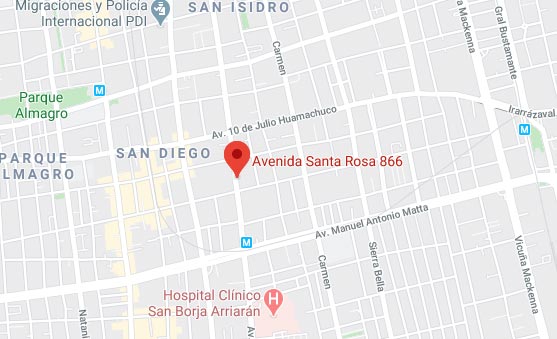 Migraciones y Policía
Internacional PDI
SAN ISIDRO
Carmen
Vicuña Mackenna
Gral Bustamante
M
Parque
Almagro
Av. 10 de Julio Huamachuco
Irarrázaval
M
PARQUE
ALMAGRO
SAN DIEGO
Avenida Santa Rosa 866
Av. Manuel Antonio Matta
M
Carmen
Sierra Bella
Vicuña Mackenna
Hospital Clínico
San Borja Arriarán
H